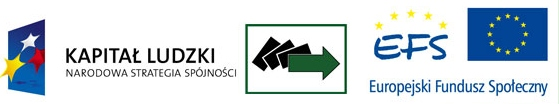 KAPITAŁ LUDZKI
NARODOWA STRATEGIA SPÓJNOŚCI
EFS
Europejski Fundusz Społeczny